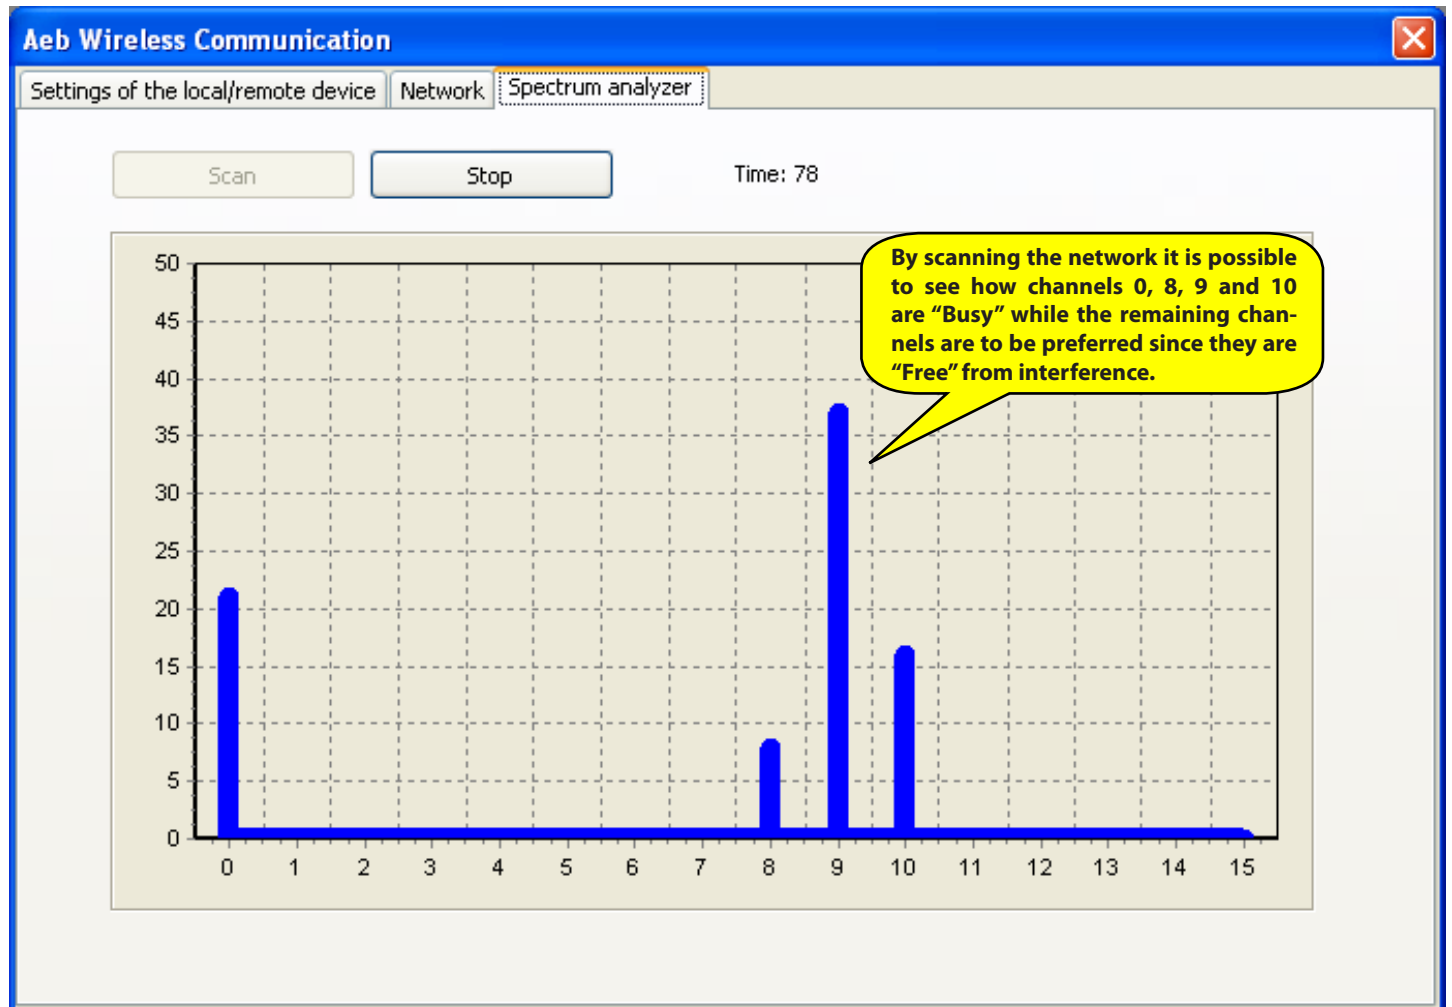 Aeb Wireless Communication
Settings of the local/remote device Network Spectrum analyzer
Scan Stop Time: 78
By scanning the network it is possible
to see how channels 0, 8, 9 and 10
are “Busy” while the remaining chan-
nels are to be preferred since they are
“Free” from interference.
50
45
40
35
30
25
20
15
10
5
0
0 1 2 3 4 5 6 7 8 9 10 11 12 13 14 15